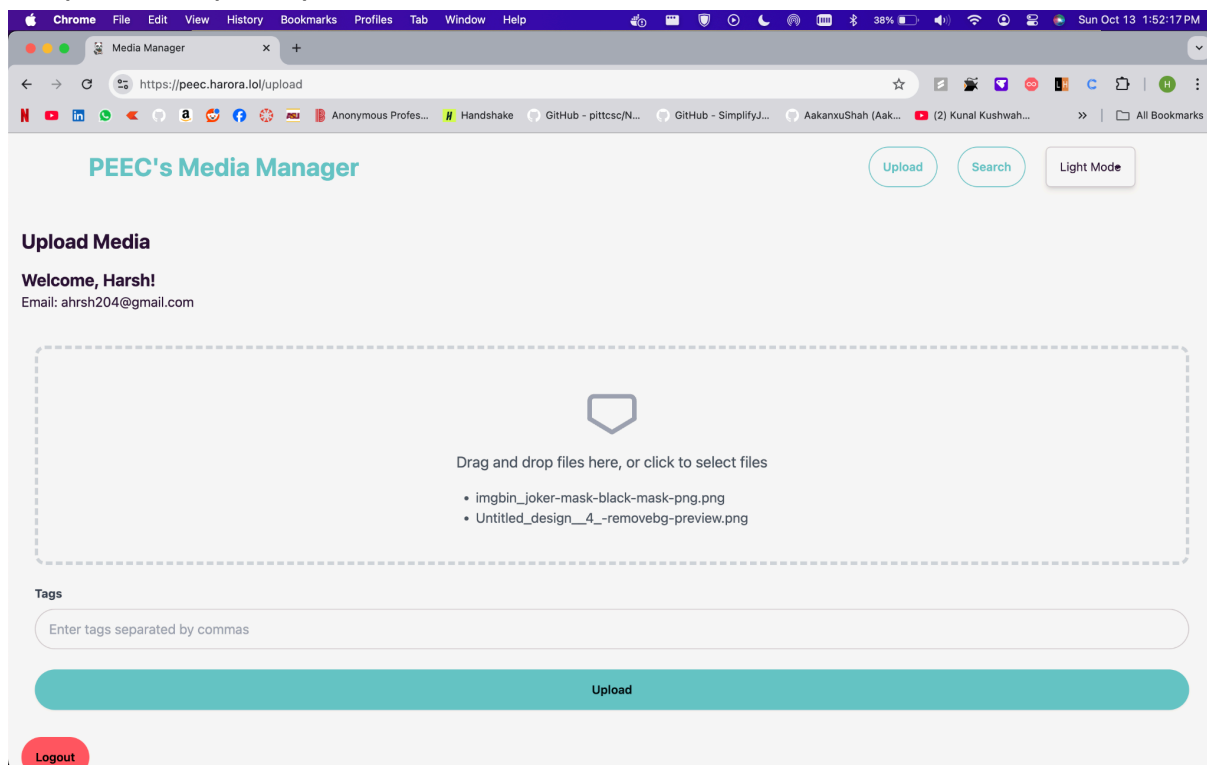 Chrome File Edit View History Bookmarks Profiles Tab Window Help 38% Sun Oct 13 1:52:17 PM
Media Manager
https://peec.harora.lol/upload
Anonymous Profes... Handshake GitHub - pittcsc/N... GitHub - SimplifyJ... AakanxuShah (Aak... (2) Kunal Kushwah... All Bookmarks
PEEC's Media Manager Upload Search Light Mode
Upload Media
Welcome, Harsh!
Email: ahrsh204@gmail.com
Drag and drop files here, or click to select files
• imgbin_joker-mask-black-mask-png.png
• Untitled_design__4_-removebg-preview.png
Tags
Enter tags separated by commas
Upload
Logout